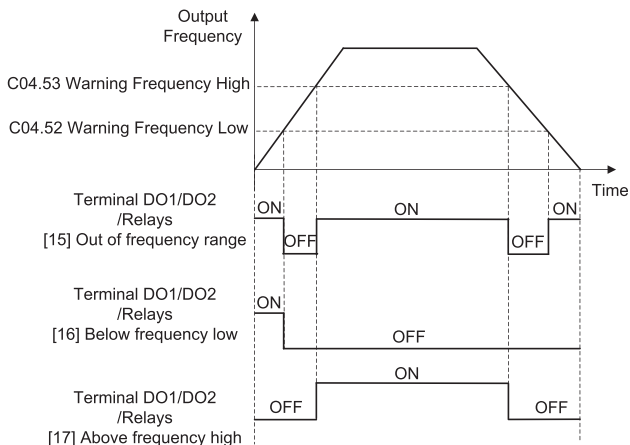 Output
Frequency
C04.53 Warning Frequency High
C04.52 Warning Frequency Low
Time
Terminal DO1/DO2
/Relays
[15] Out of frequency range
ON
OFF
ON
OFF
ON
Terminal DO1/DO2
/Relays
[16] Below frequency low
ON
OFF
Terminal DO1/DO2
/Relays
[17] Above frequency high
OFF
ON
OFF